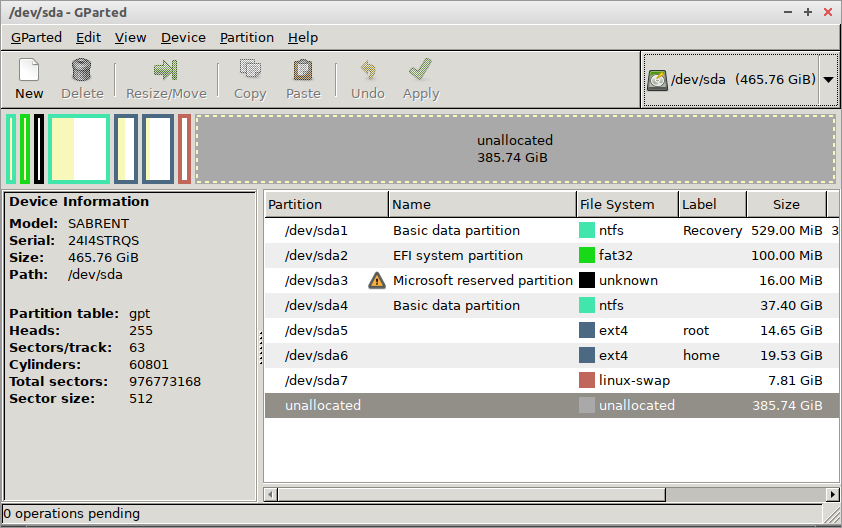 /dev/sda - GParted
GParted Edit View Device Partition Help
New Delete Resize/Move Copy Paste Undo Apply /dev/sda (465.76 GiB)
unallocated
385.74 GiB
Device Information
Model: SABRENT
Serial: 24I4STRQS
Size: 465.76 GiB
Path: /dev/sda
Partition table: gpt
Heads: 255
Sectors/track: 63
Cylinders: 60801
Total sectors: 976773168
Sector size: 512
Partition Name File System Label Size
/dev/sda1 Basic data partition ntfs Recovery 529.00 MiB 3
/dev/sda2 EFI system partition fat32 100.00 MiB
/dev/sda3 Microsoft reserved partition unknown 16.00 MiB
/dev/sda4 Basic data partition ntfs 37.40 GiB
/dev/sda5 ext4 root 14.65 GiB
/dev/sda6 ext4 home 19.53 GiB
/dev/sda7 linux-swap 7.81 GiB
unallocated unallocated 385.74 GiB
0 operations pending